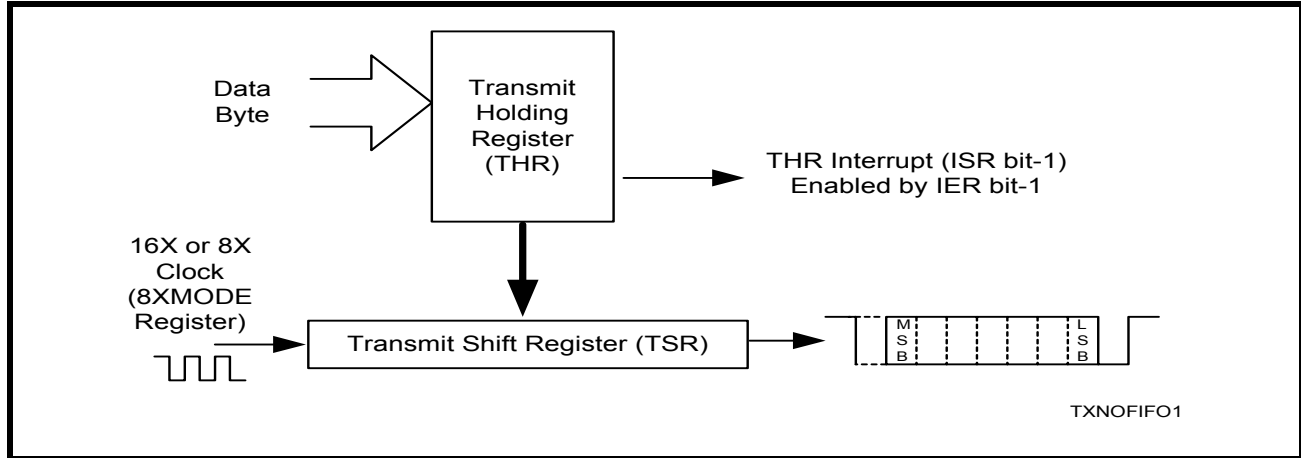 Data
Byte
Transmit
Holding
Register
(THR)
THR Interrupt (ISR bit-1)
Enabled by IER bit-1
16X or 8X
Clock
(8XMODE
Register)
Transmit Shift Register (TSR)
M
S
B
L
S
B
TXNOFIFO1